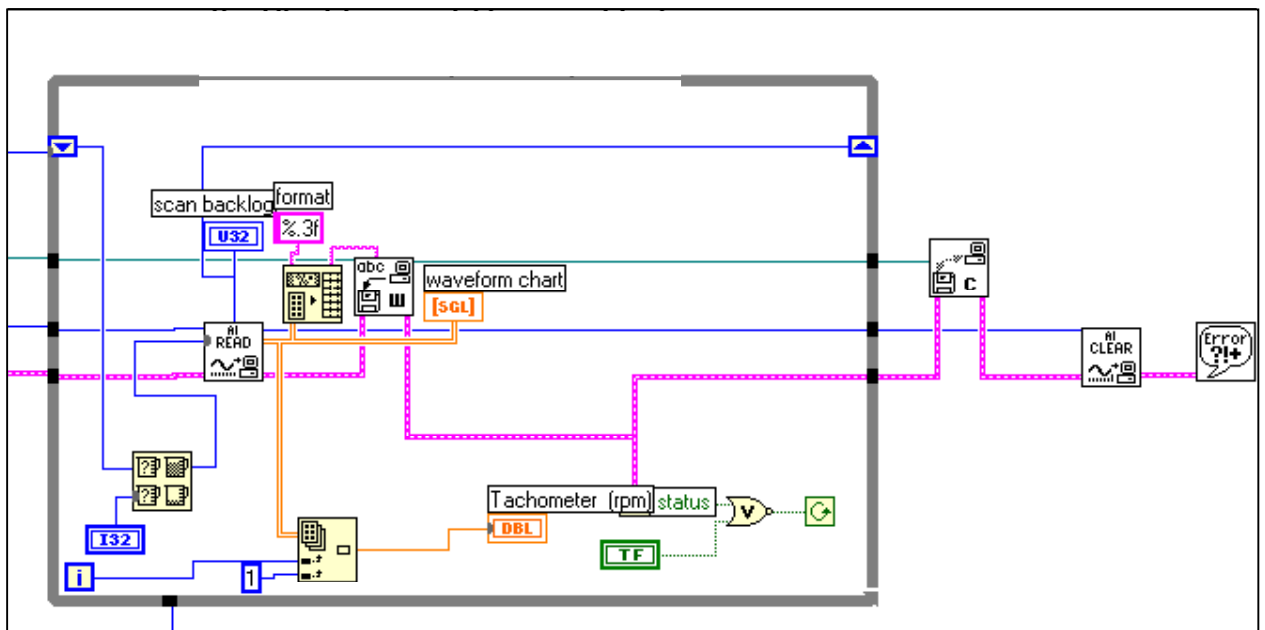 scan backlog
format
U32
%.3f
abc
W
waveform chart
[SGL]
AI
READ
C
AI
CLEAR
Error
?!+
I32
Tachometer (rpm)
status
DBL
V
TF
i
1